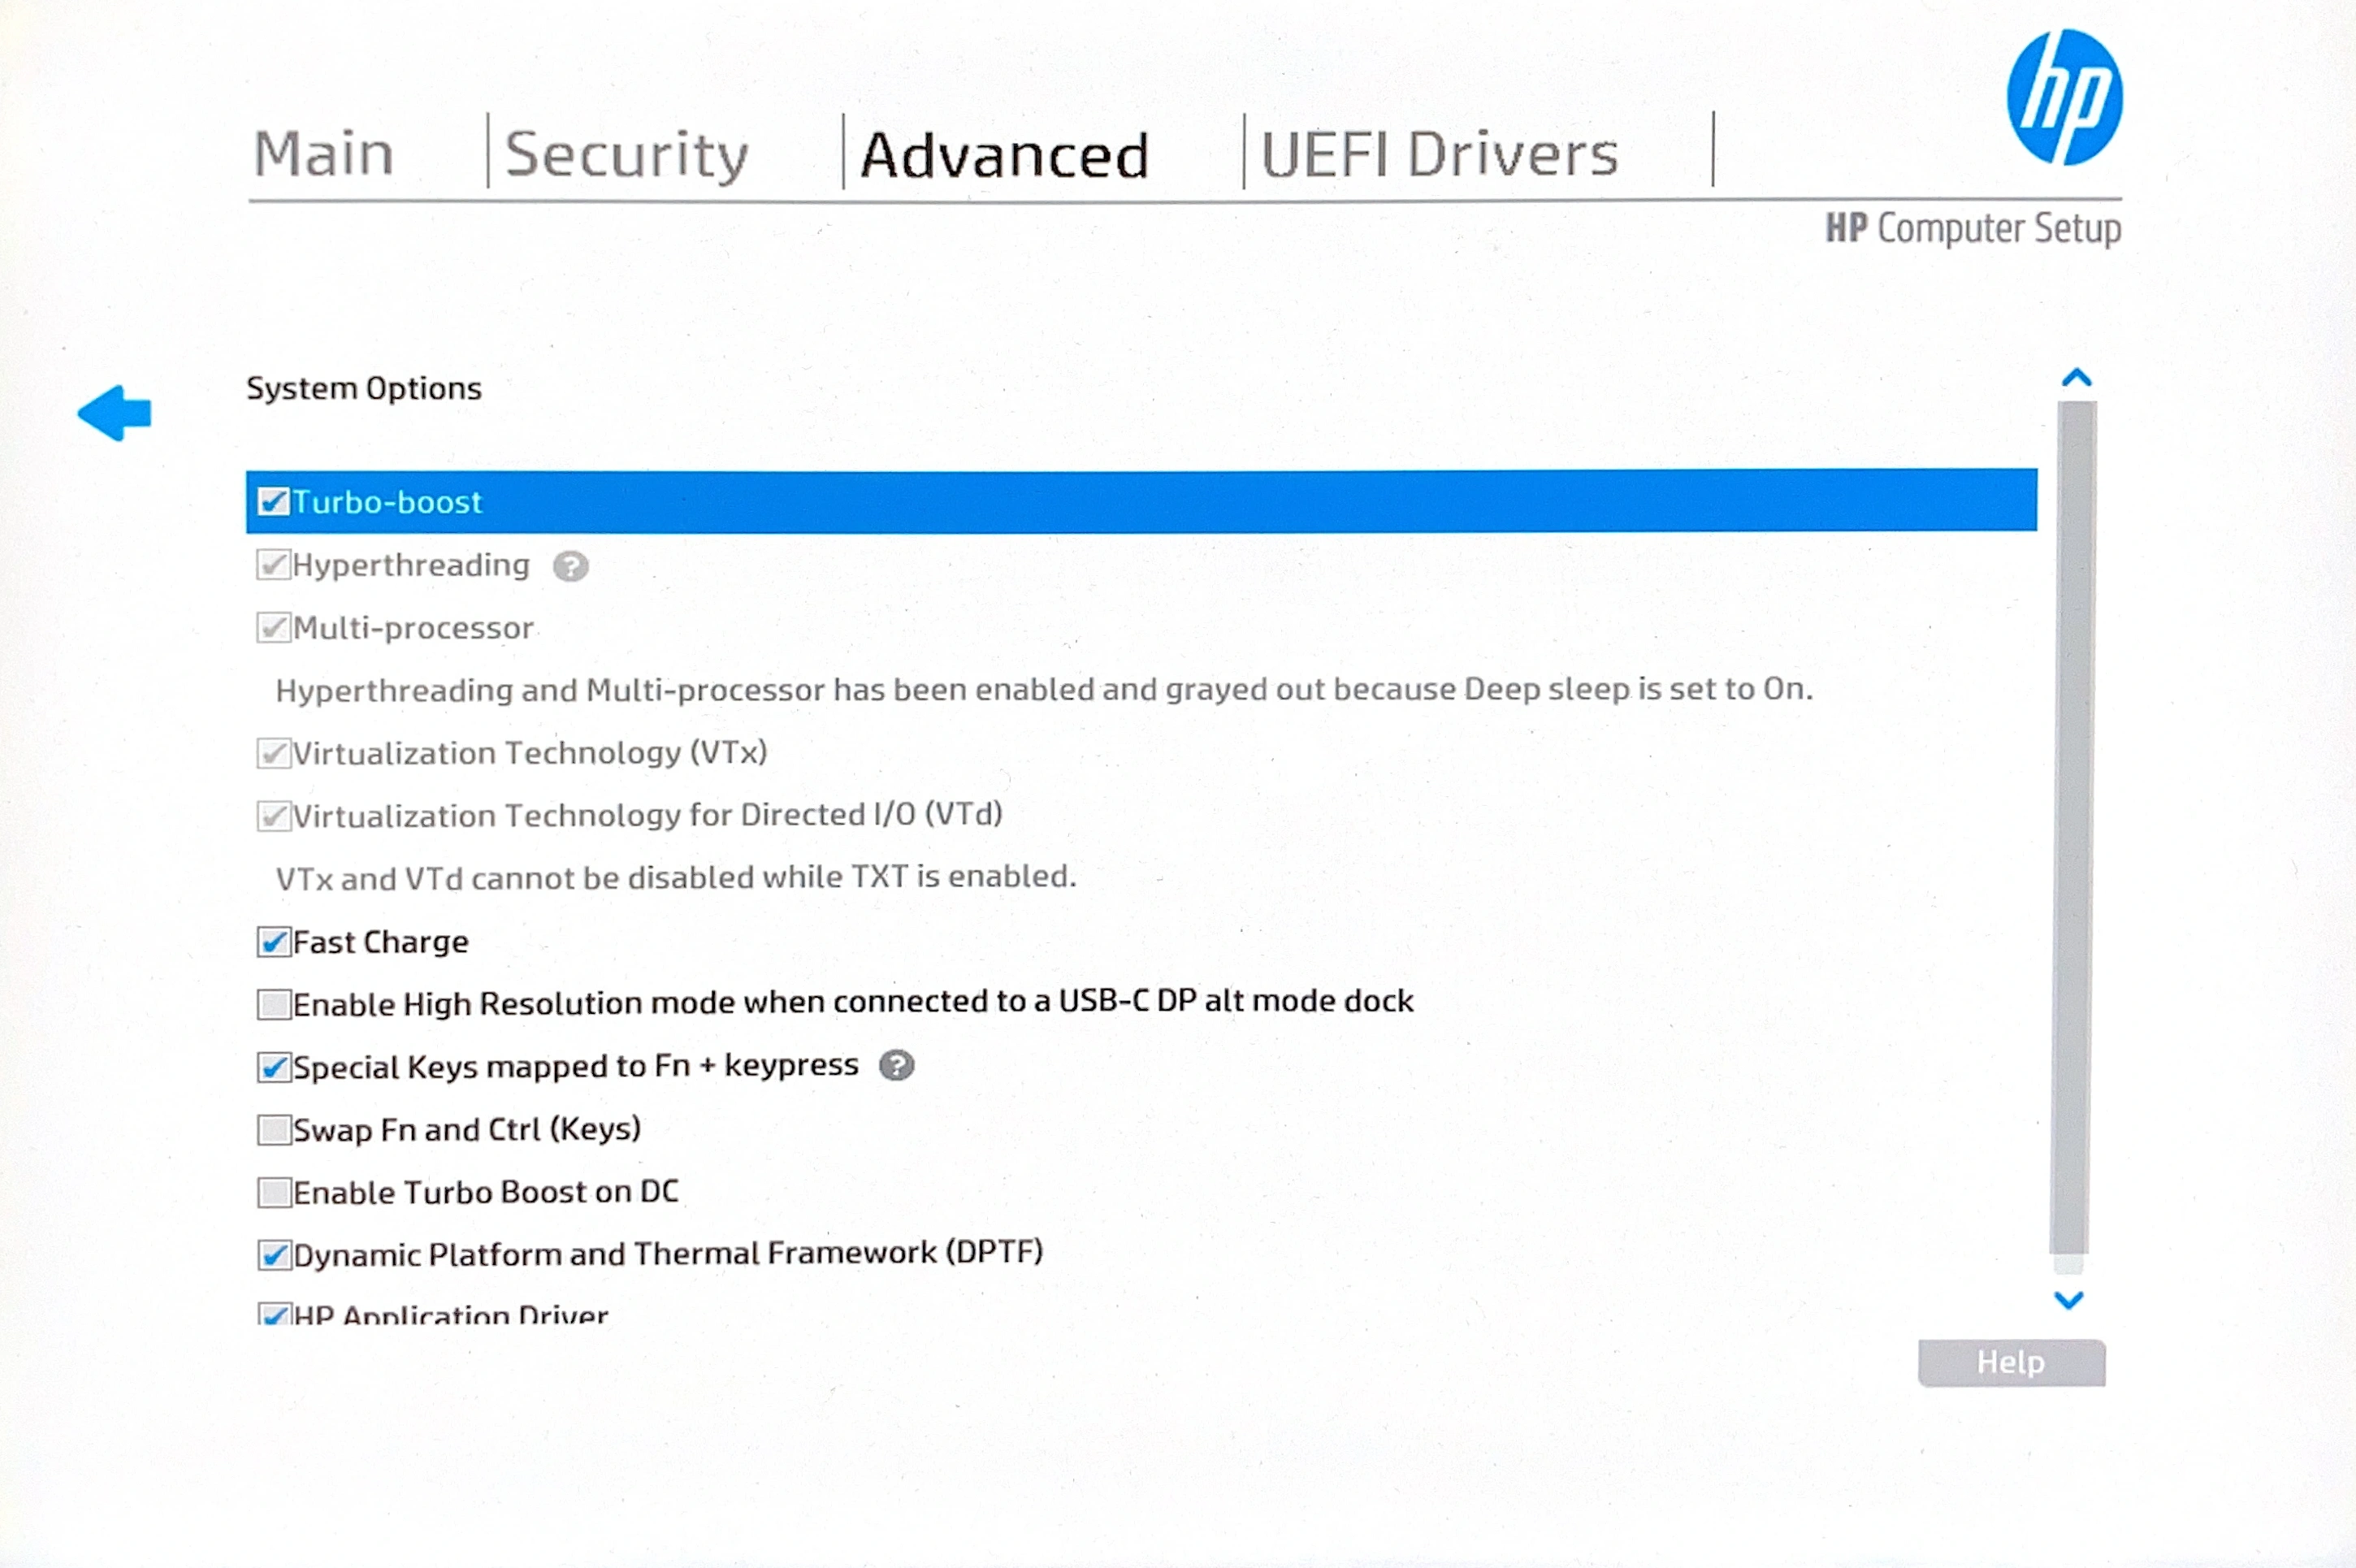 hp
Main
Security
Advanced
UEFI Drivers
HP Computer Setup
System Options
Turbo-boost
Hyperthreading ?
Multi-processor
Hyperthreading and Multi-processor has been enabled and grayed out because Deep sleep is set to On.
Virtualization Technology (VTx)
Virtualization Technology for Directed I/O (VTd)
VTx and VTd cannot be disabled while TXT is enabled.
Fast Charge
Enable High Resolution mode when connected to a USB-C DP alt mode dock
Special Keys mapped to Fn + keypress ?
Swap Fn and Ctrl (Keys)
Enable Turbo Boost on DC
Dynamic Platform and Thermal Framework (DPTF)
HP Application Driver
Help